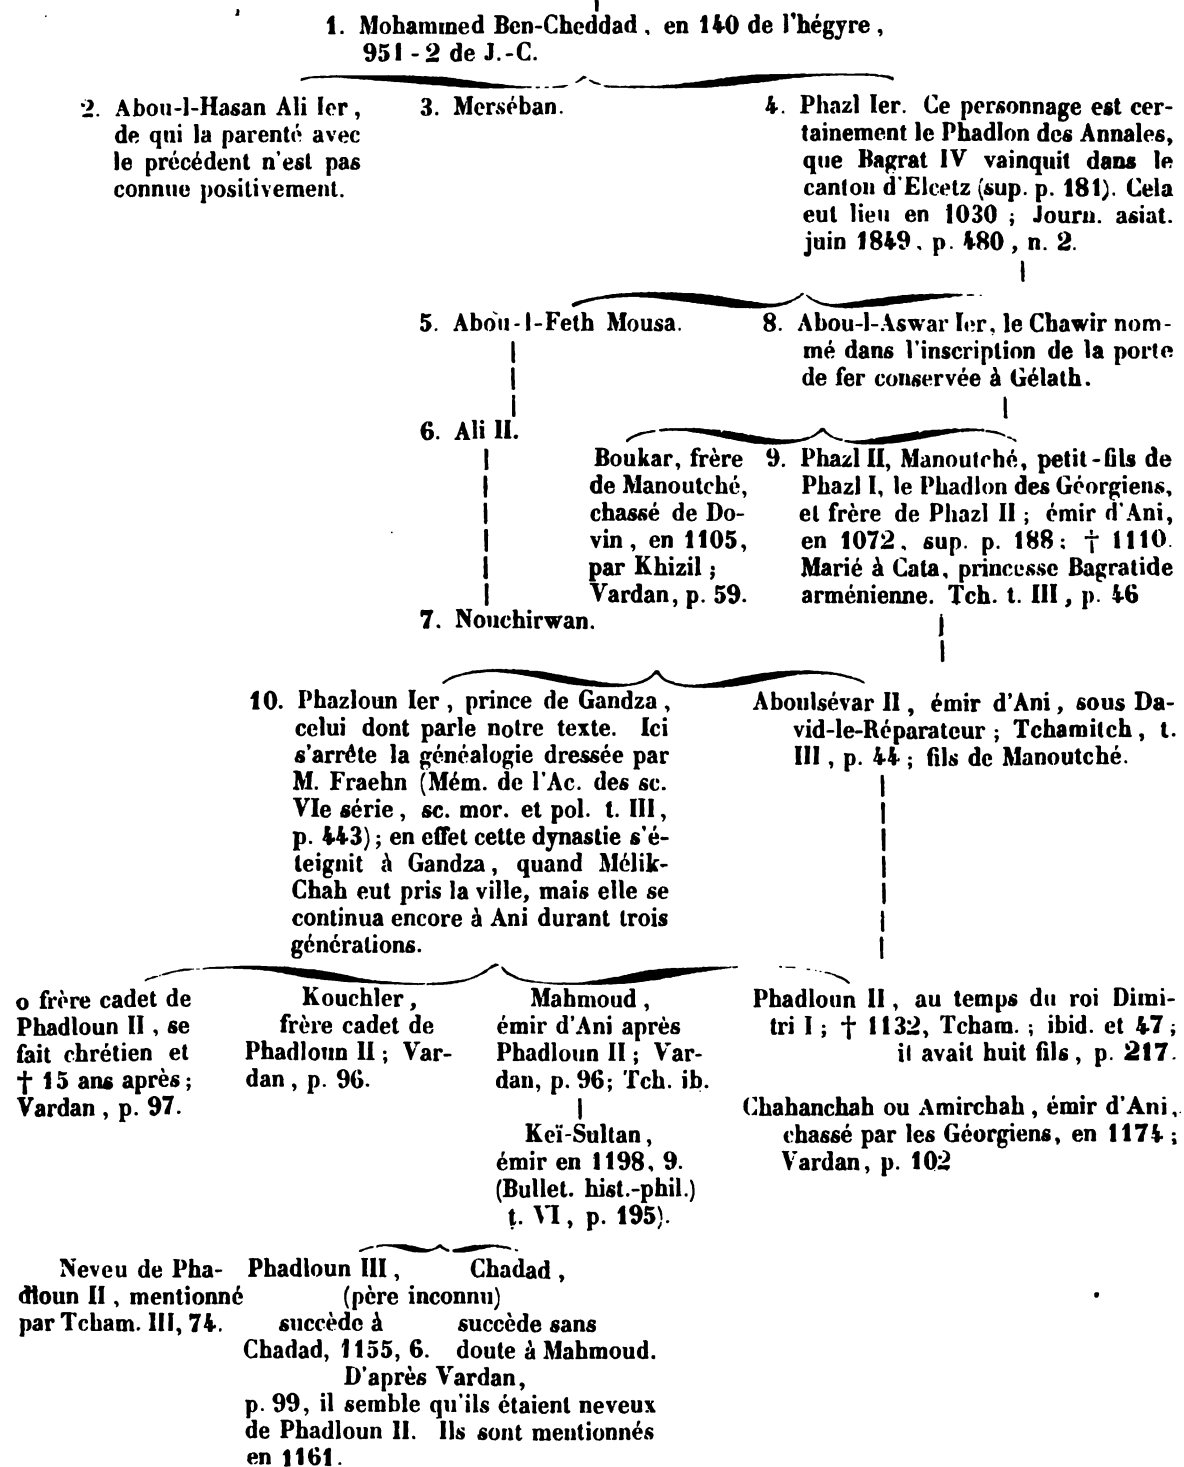 1. Mohammed Ben-Cheddad, en 140 de l'hégyre,
951-2 de J.-C.
2. Abou-l-Hasan Ali Ier,
de qui la parenté avec
le précédent n'est pas
connue positivement.
3. Merséban.
4. Phazl Ier. Ce personnage est cer-
tainement le Phadlon des Annales,
que Bagrat IV vainquit dans le
canton d'Elcetz (sup. p. 181). Cela
eut lieu en 1030 ; Journ. asiat.
juin 1849, p. 480, n. 2.
5. Abou-l-Feth Mousa.
8. Abou-l-Aswar Ier, le Chawir nom-
mé dans l'inscription de la porte
de fer conservée à Gélath.
6. Ali II.
Boukar, frère
de Manoutché,
chassé de Do-
vin, en 1105,
par Khizil ;
Vardan, p. 59.
9. Phazl II, Manoutché, petit-fils de
Phazl I, le Phadlon des Géorgiens,
et frère de Phazl II ; émir d'Ani,
en 1072, sup. p. 188 ; † 1110.
Marié à Cata, princesse Bagratide
arménienne. Tch. t. III, p. 46
7. Nouchirwan.
10. Phazloun Ier, prince de Gandza,
celui dont parle notre texte. Ici
s'arrête la généalogie dressée par
M. Fraehn (Mém. de l'Ac. des sc.
VIe série, sc. mor. et pol. t. III,
p. 443) ; en effet cette dynastie s'é-
teignit à Gandza, quand Mélik-
Chah eut pris la ville, mais elle se
continua encore à Ani durant trois
générations.
Aboulsévar II, émir d'Ani, sous Da-
vid-le-Réparateur ; Tchamitch, t.
III, p. 44 ; fils de Manoutché.
o frère cadet de
Phadloun II, se
fait chrétien et
† 15 ans après ;
Vardan, p. 97.
Kouchler,
frère cadet de
Phadloun II ; Var-
dan, p. 96.
Mahmoud,
émir d'Ani après
Phadloun II ; Var-
dan, p. 96; Tch. ib.
Phadloun II, au temps du roi Dimi-
tri I ; † 1132, Tcham. ; ibid. et 47 ;
il avait huit fils, p. 217.
Keï-Sultan,
émir en 1198, 9.
(Bullet. hist.-phil.)
t. VI, p. 195).
Chahanchah ou Amirchah, émir d'Ani,
chassé par les Géorgiens, en 1174 ;
Vardan, p. 102
Neveu de Pha-
dloun II, mentionné
par Tcham. III, 74.
Phadloun III, Chadad,
(père inconnu)
succède à succède sans
Chadad, 1155, 6. doute à Mahmoud.
D'après Vardan,
p. 99, il semble qu'ils étaient neveux
de Phadloun II. Ils sont mentionnés
en 1161.